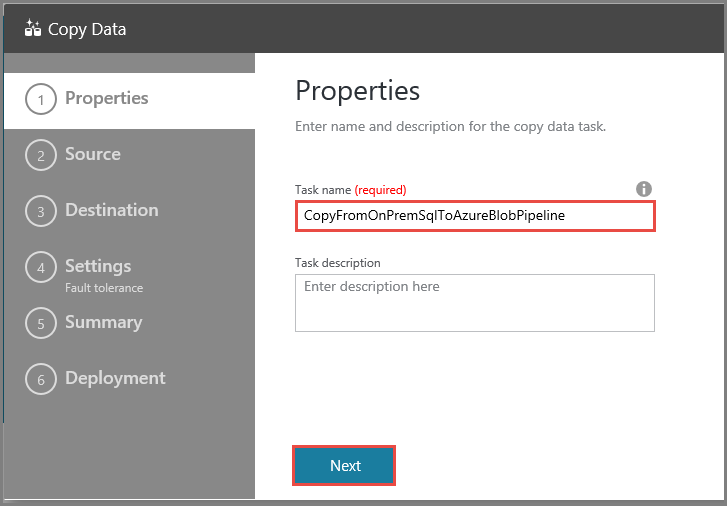 Copy Data
1 Properties
2 Source
3 Destination
4 Settings
Fault tolerance
5 Summary
6 Deployment
Properties
Enter name and description for the copy data task.
Task name (required)
CopyFromOnPremSqlToAzureBlobPipeline
Task description
Enter description here
Next